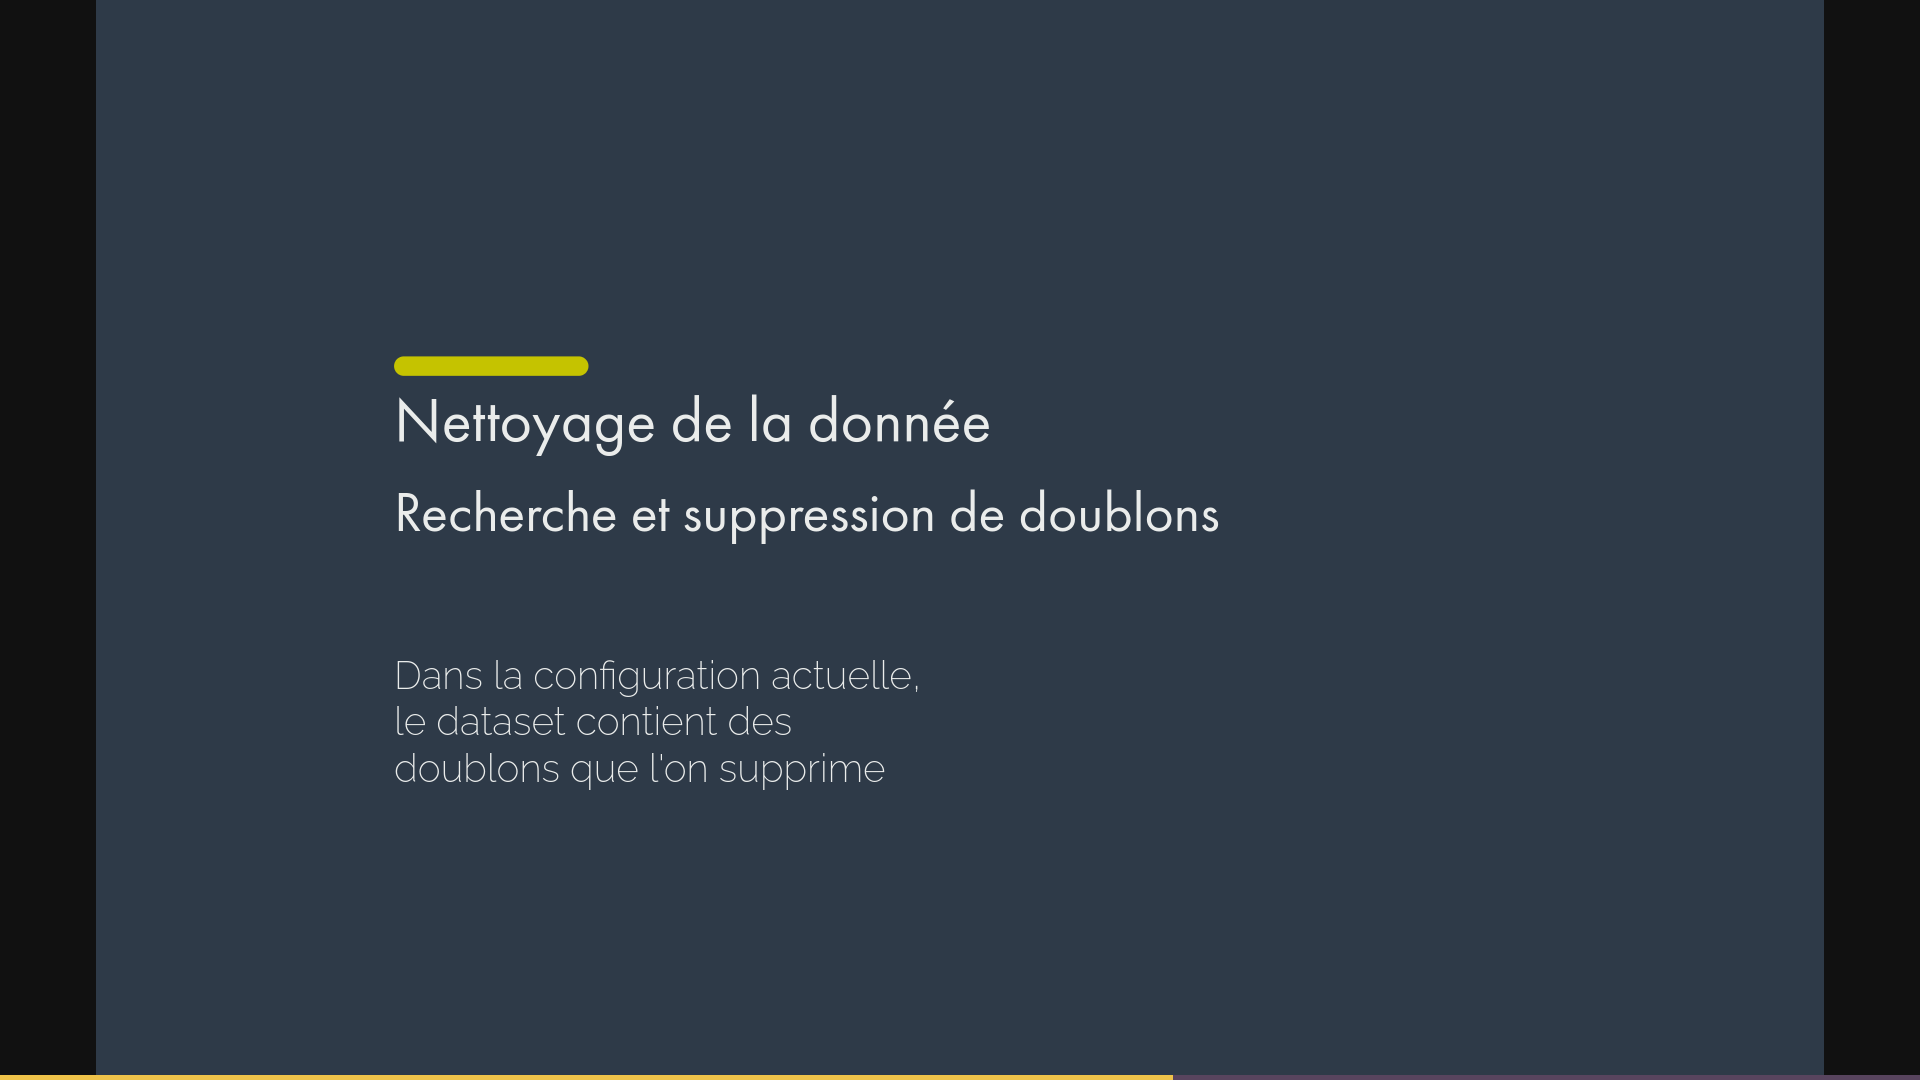 Nettoyage de la donnée
Recherche et suppression de doublons
Dans la configuration actuelle,
le dataset contient des
doublons que l'on supprime